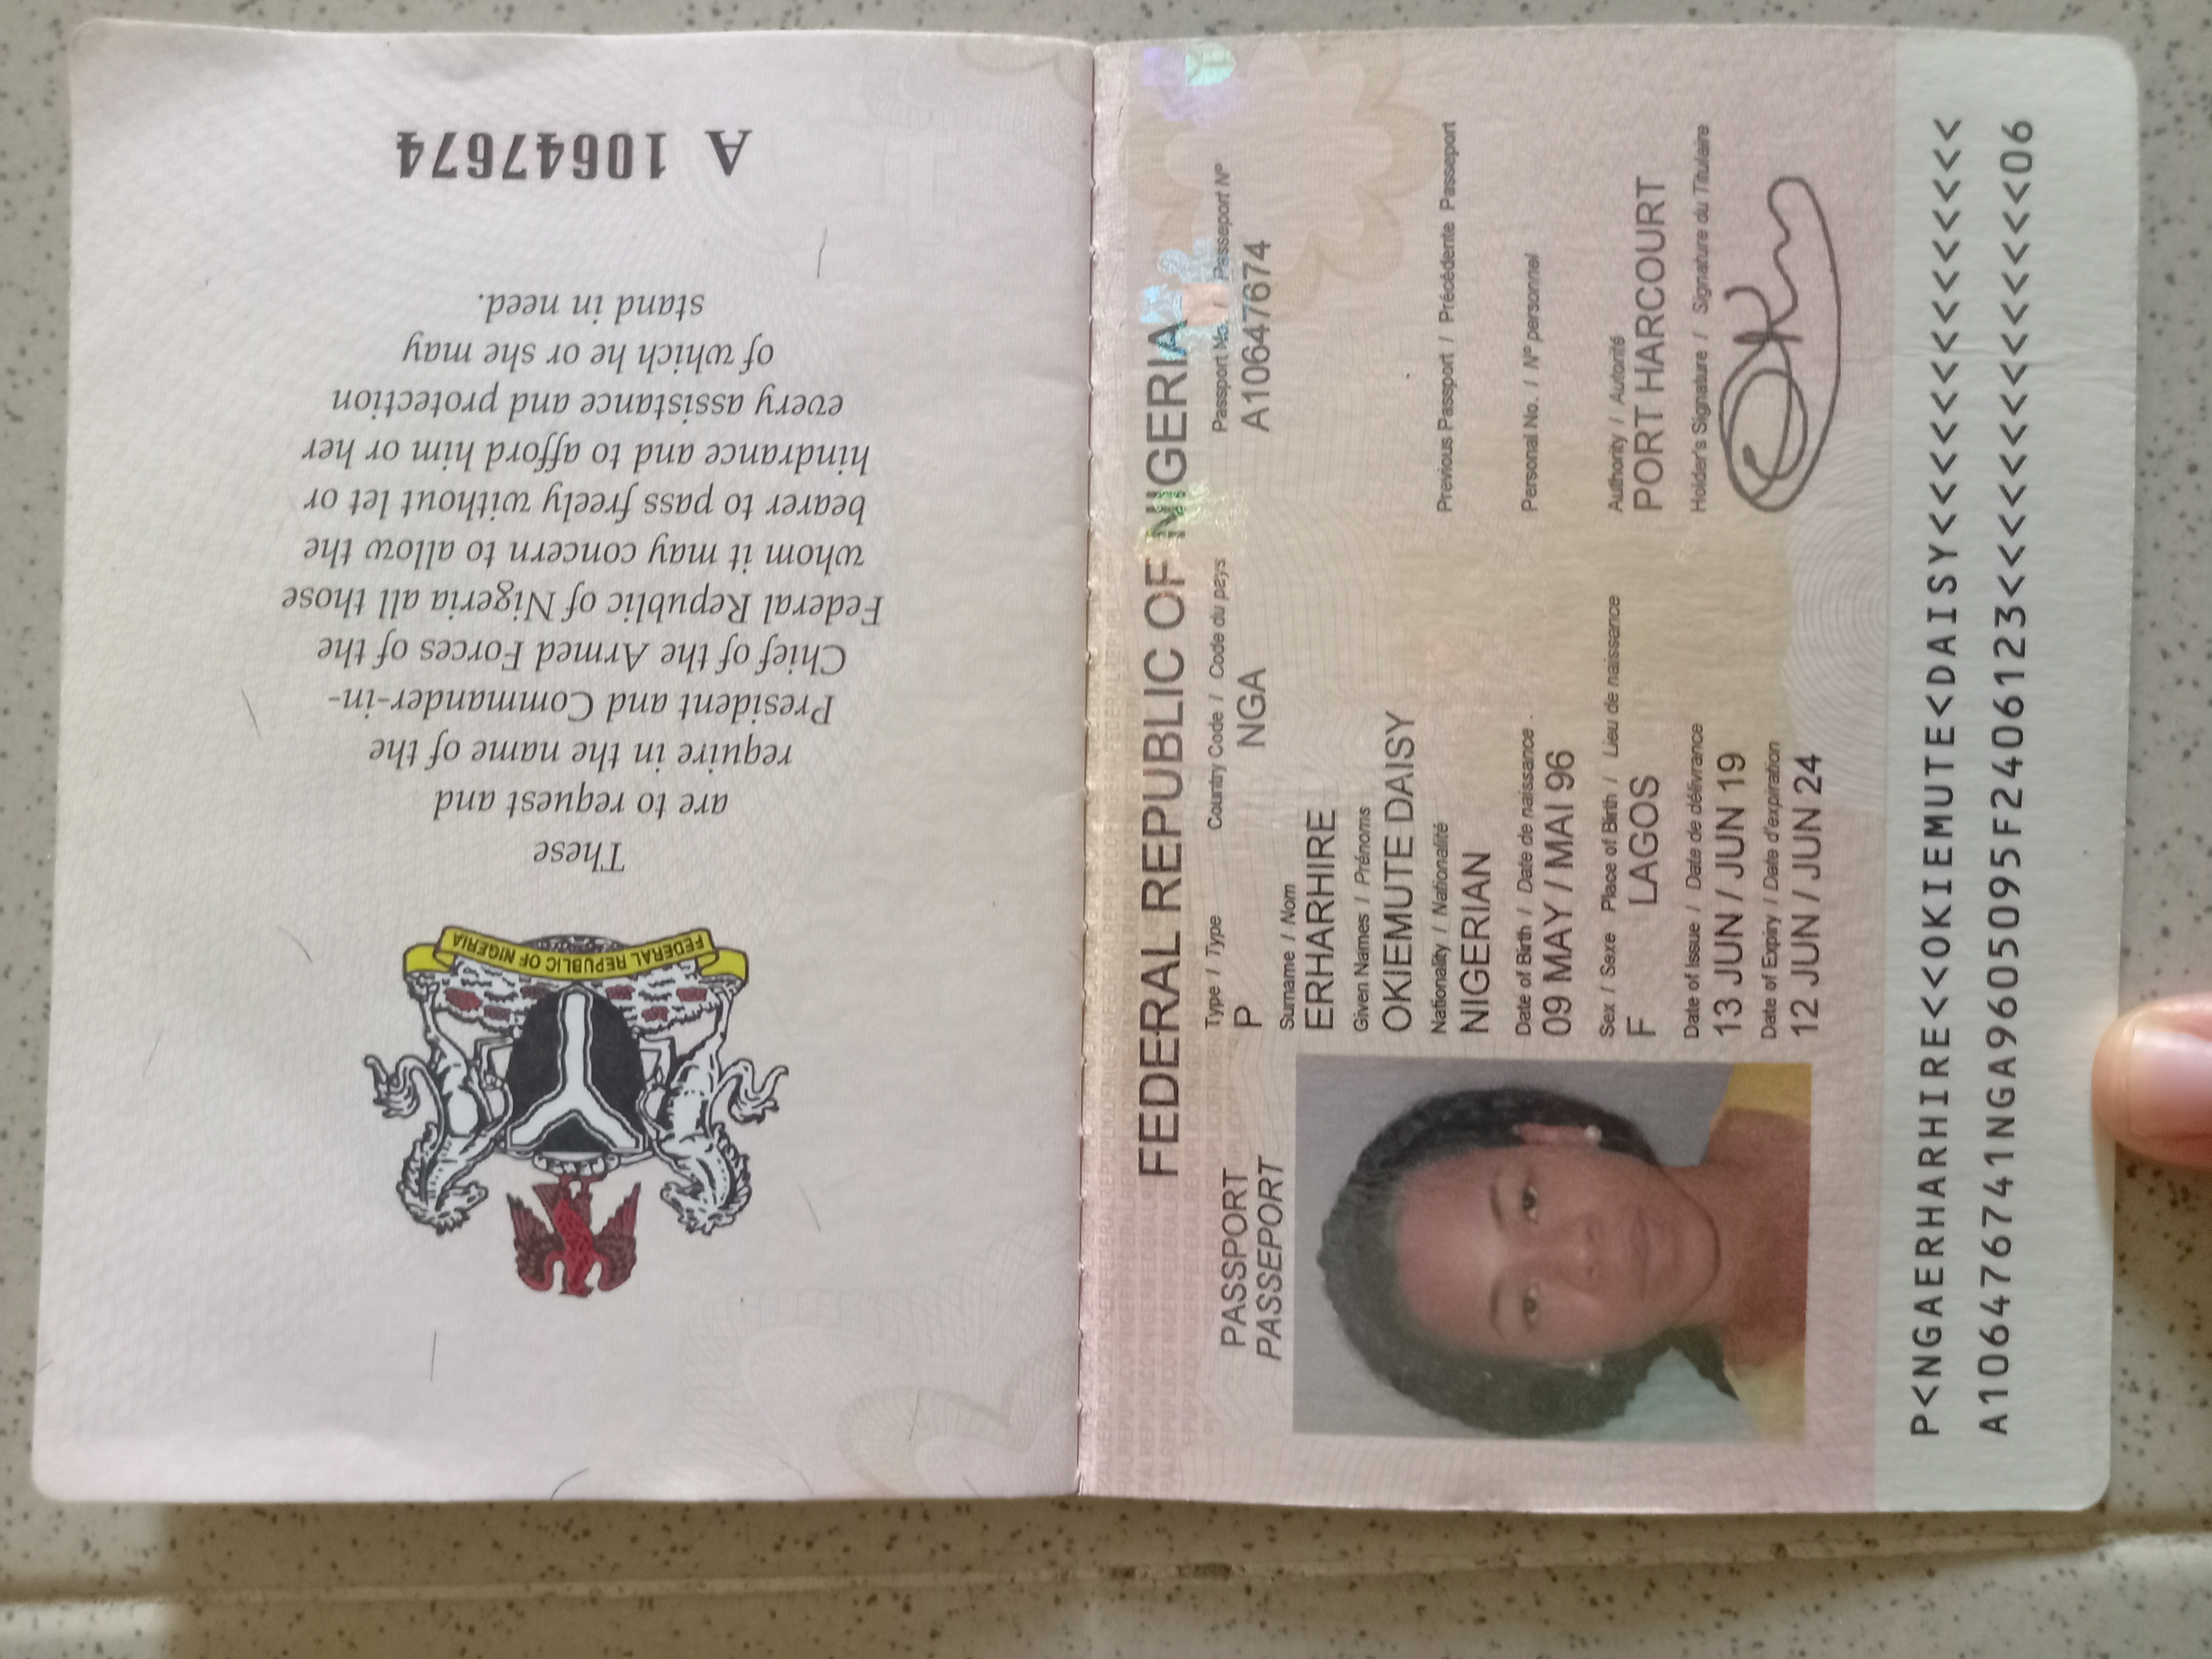 FEDERAL REPUBLIC OF NIGERIA
These
are to request and
require in the name of the
President and Commander-in-
Chief of the Armed Forces of the
Federal Republic of Nigeria all those
whom it may concern to allow the
bearer to pass freely without let or
hindrance and to afford him or her
every assistance and protection
of which he or she may
stand in need.
A 10647674
FEDERAL REPUBLIC OF NIGERIA
PASSPORT
PASSEPORT
Type / Type Country Code / Code du pays Passport No. / Passeport Nº
P NGA A10647674
Surname / Nom
ERHARHIRE
Given Names / Prénoms
OKIEMUTE DAISY
Nationality / Nationalité Previous Passport / Précédente Passeport
NIGERIAN
Date of Birth / Date de naissance Personal No. / Nº personnel
09 MAY / MAI 96
Sex / Sexe Place of Birth / Lieu de naissance Authority / Autorité
F LAGOS PORT HARCOURT
Date of Issue / Date de délivrance Holder's Signature / Signature du Titulaire
13 JUN / JUN 19
Date of Expiry / Date d'expiration
12 JUN / JUN 24
P<NGAERHARHIRE<<OKIEMUTE<DAISY<<<<<<<<<<<<<<
A106476741NGA9605095F2406123<<<<<<<<<<<<<<06